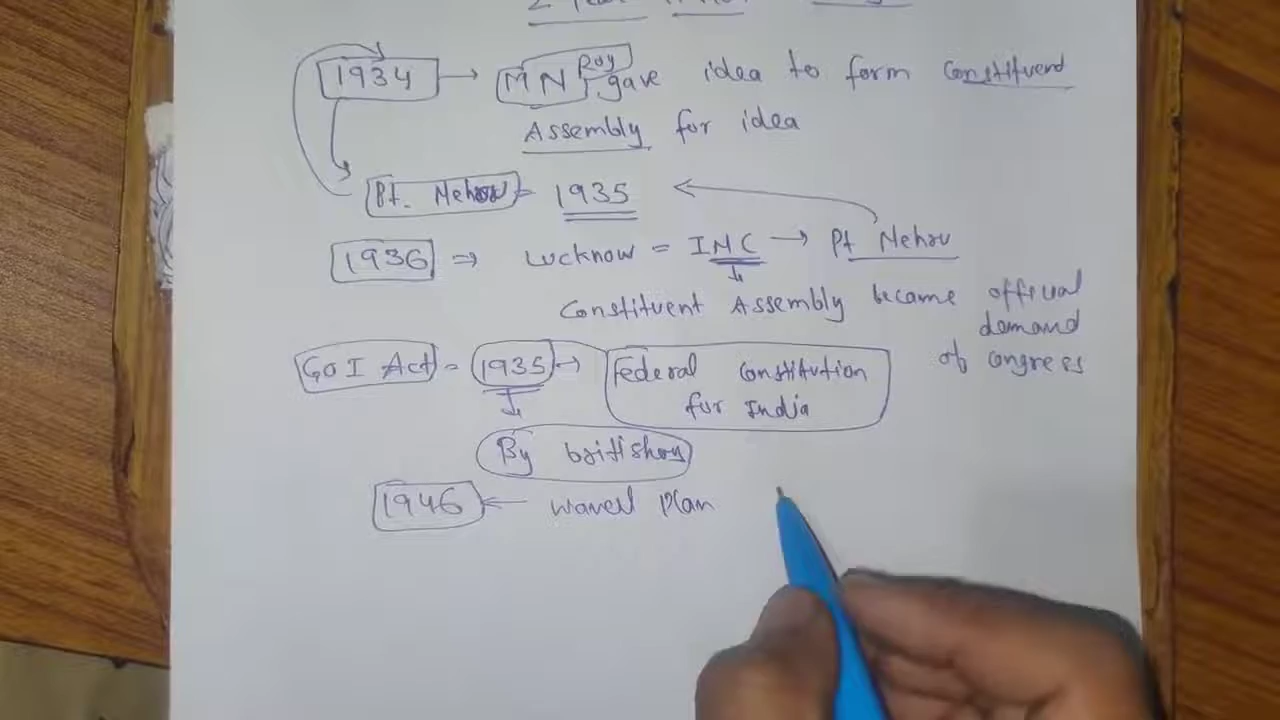 1934 → MN Roy gave idea to form Constituent
Assembly for idea
Pt. Nehru = 1935
1936 ⇒ Lucknow = INC → Pt Nehru
Constituent Assembly became offival
demand
of congress
GoI Act = 1935 → Federal Constitution
for India
By britishers
1946 ← wavell Plan